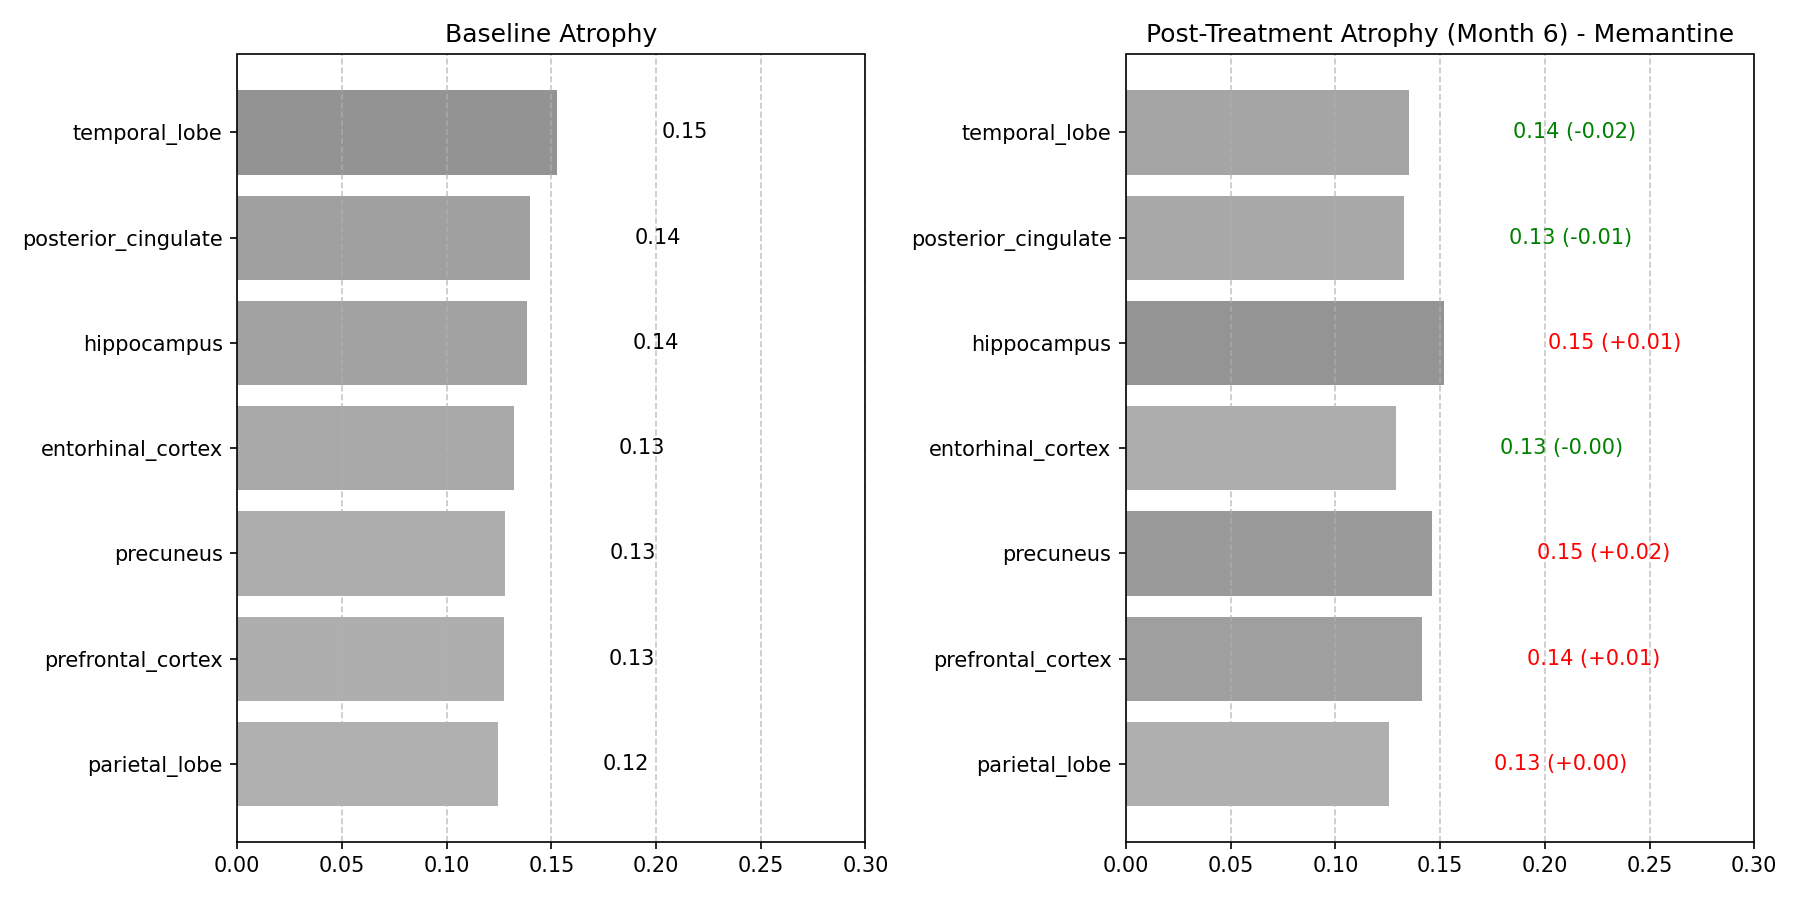 Baseline Atrophy
temporal_lobe
0.15
posterior_cingulate
0.14
hippocampus
0.14
entorhinal_cortex
0.13
precuneus
0.13
prefrontal_cortex
0.13
parietal_lobe
0.12
0.00 0.05 0.10 0.15 0.20 0.25 0.30
Post-Treatment Atrophy (Month 6) - Memantine
temporal_lobe
0.14 (-0.02)
posterior_cingulate
0.13 (-0.01)
hippocampus
0.15 (+0.01)
entorhinal_cortex
0.13 (-0.00)
precuneus
0.15 (+0.02)
prefrontal_cortex
0.14 (+0.01)
parietal_lobe
0.13 (+0.00)
0.00 0.05 0.10 0.15 0.20 0.25 0.30